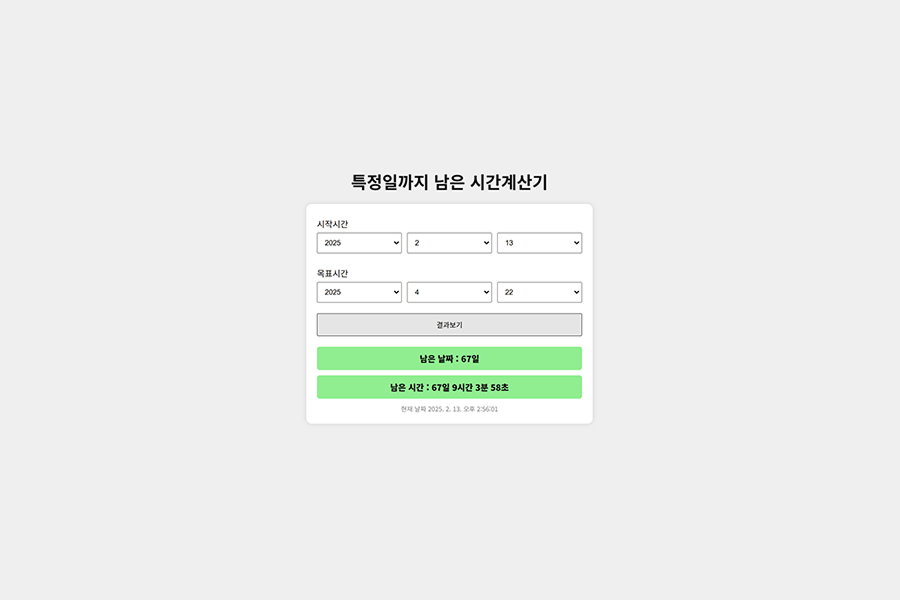 특정일까지 남은 시간계산기
시작시간
2025 2 13
목표시간
2025 4 22
결과보기
남은 날짜 : 67일
남은 시간 : 67일 9시간 3분 58초
현재 날짜 2025. 2. 13. 오후 2:56:01